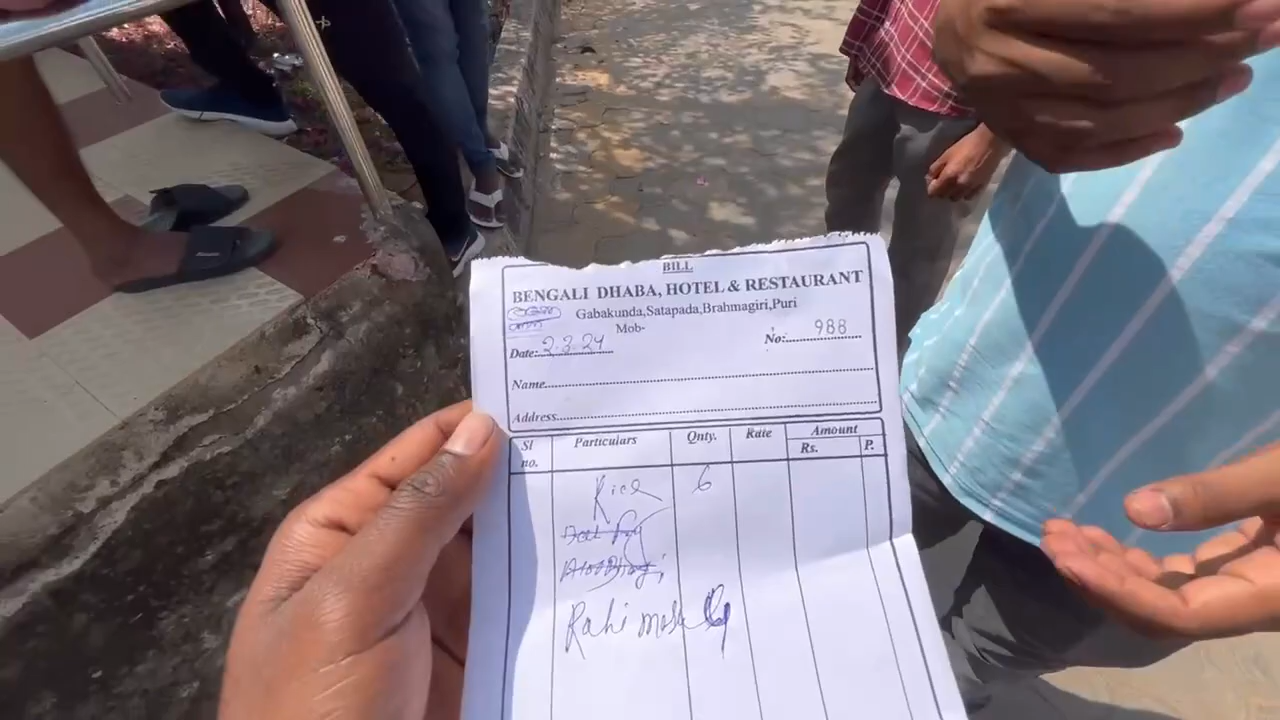 BILL
BENGALI DHABA, HOTEL & RESTAURANT
Gabakunda,Satapada,Brahmagiri,Puri
Mob-
Date: 2.3.24 No: 988
Name
Address
Sl no. Particulars Qnty. Rate Amount Rs. P.
Rice 6
Rahi